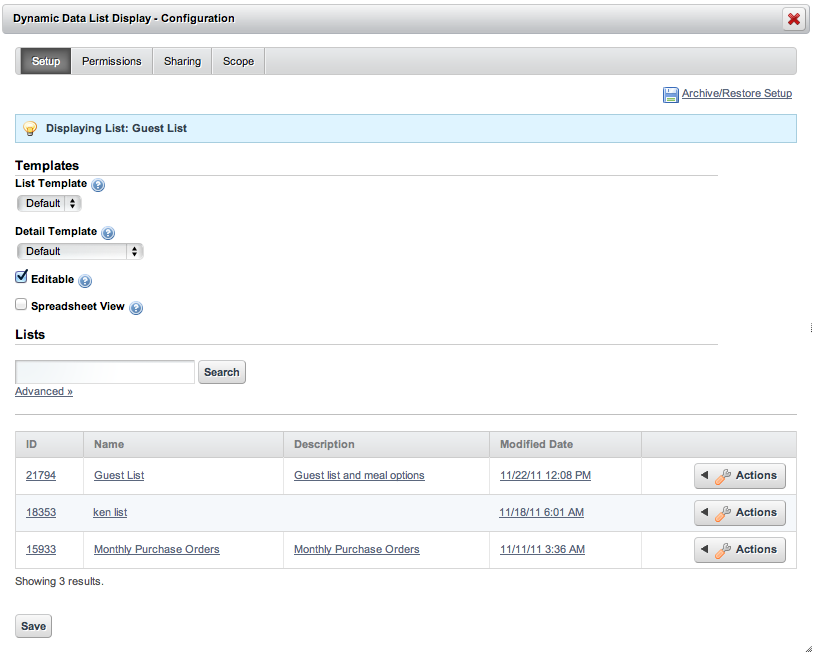 Dynamic Data List Display - Configuration
Setup Permissions Sharing Scope
Archive/Restore Setup
Displaying List: Guest List
Templates
List Template
Default
Detail Template
Default
Editable
Spreadsheet View
Lists
Search
Advanced »
ID Name Description Modified Date
21794 Guest List Guest list and meal options 11/22/11 12:08 PM Actions
18353 ken list 11/18/11 6:01 AM Actions
15933 Monthly Purchase Orders Monthly Purchase Orders 11/11/11 3:36 AM Actions
Showing 3 results.
Save